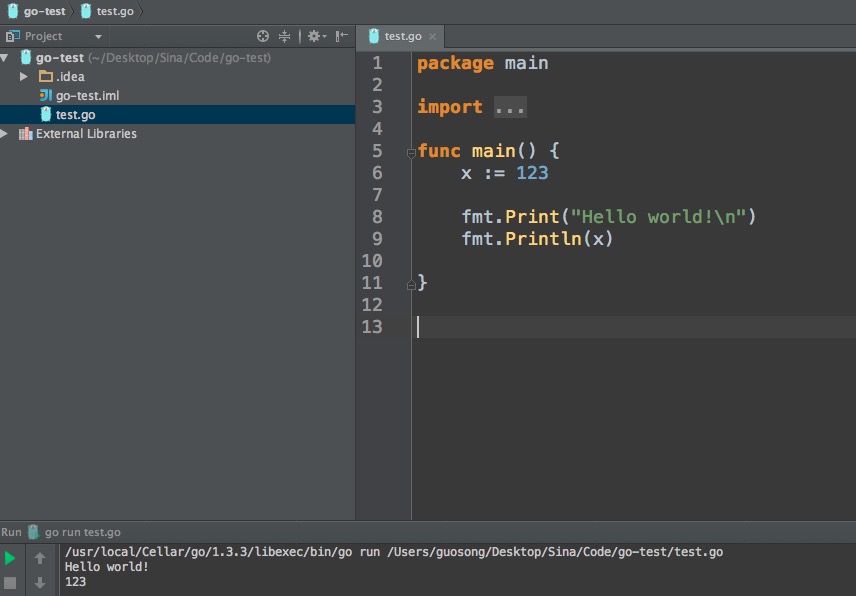 go-test test.go
Project
test.go
go-test (~/Desktop/Sina/Code/go-test)
.idea
go-test.iml
test.go
External Libraries
1 package main
2
3 import ...
4
5 func main() {
6 x := 123
7
8 fmt.Print("Hello world!\n")
9 fmt.Println(x)
10
11 }
12
13
Run go run test.go
/usr/local/Cellar/go/1.3.3/libexec/bin/go run /Users/guosong/Desktop/Sina/Code/go-test/test.go
Hello world!
123